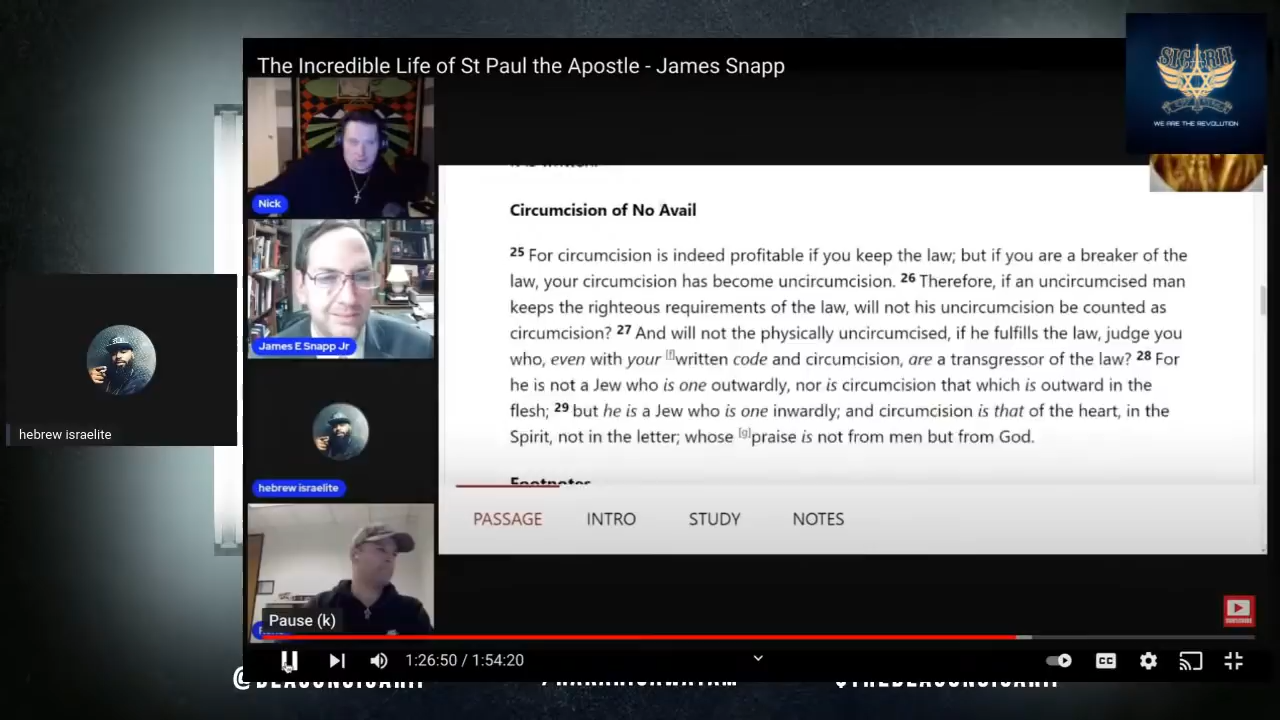 The Incredible Life of St Paul the Apostle - James Snapp
SICARII
WE ARE THE REVOLUTION
Nick
James E Snapp Jr
hebrew israelite
hebrew israelite
Circumcision of No Avail
25 For circumcision is indeed profitable if you keep the law; but if you are a breaker of the
law, your circumcision has become uncircumcision. 26 Therefore, if an uncircumcised man
keeps the righteous requirements of the law, will not his uncircumcision be counted as
circumcision? 27 And will not the physically uncircumcised, if he fulfills the law, judge you
who, even with your [f]written code and circumcision, are a transgressor of the law? 28 For
he is not a Jew who is one outwardly, nor is circumcision that which is outward in the
flesh; 29 but he is a Jew who is one inwardly; and circumcision is that of the heart, in the
Spirit, not in the letter; whose [g]praise is not from men but from God.
Footnotes
PASSAGE INTRO STUDY NOTES
Pause (k)
1:26:50 / 1:54:20
CC